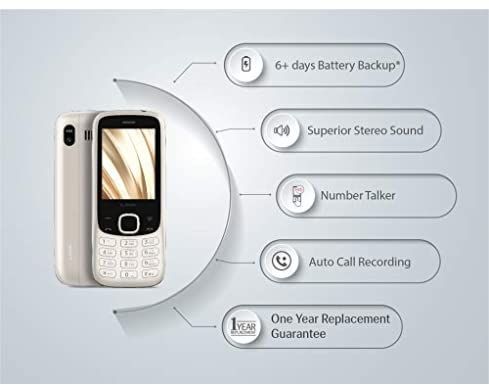 6+ days Battery Backup*
Superior Stereo Sound
Number Talker
Auto Call Recording
1 YEAR
REPLACEMENT
One Year Replacement
Guarantee